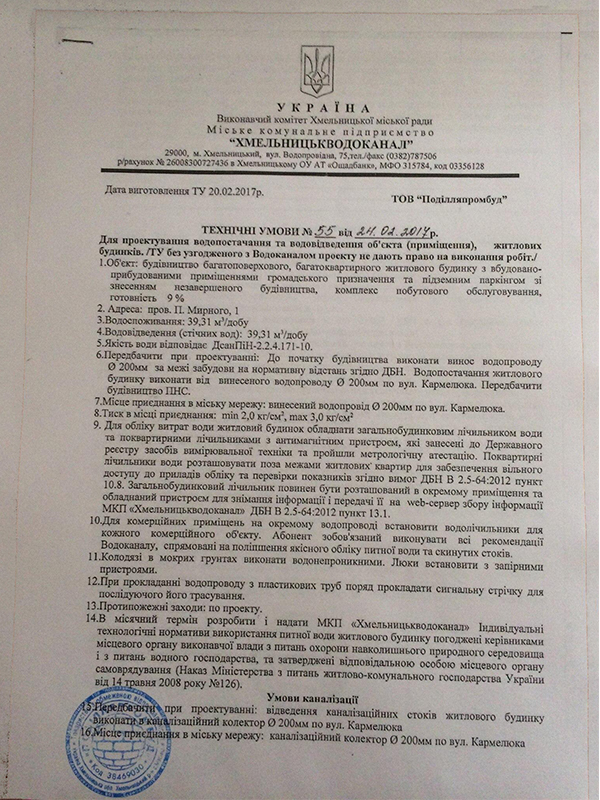 УКРАЇНА
Виконавчий комітет Хмельницької міської ради
Міське комунальне підприємство
“ХМЕЛЬНИЦЬКВОДОКАНАЛ”
29000, м. Хмельницький, вул. Водопровідна, 75,тел./факс (0382)787506
р/рахунок № 26008300727436 в Хмельницькому ОУ АТ «Ощадбанк», МФО 315784, код 03356128
Дата виготовлення ТУ 20.02.2017р.
ТОВ “Поділляпромбуд”
ТЕХНІЧНІ УМОВИ № 55 від 24.02.2017р.
Для проектування водопостачання та водовідведення об'єкта (приміщення), житлових
будинків. /ТУ без узгодженого з Водоканалом проекту не дають право на виконання робіт./
1.Об'єкт: будівництво багатоповерхового, багатоквартирного житлового будинку з вбудовано-
прибудованими приміщеннями громадського призначення та підземним паркінгом зі
знесенням незавершеного будівництва, комплекс побутового обслуговування,
готовність 9 %
2. Адреса: пров. П. Мирного, 1
3.Водоспоживання: 39,31 м³/добу
4.Водовідведення (стічних вод): 39,31 м³/добу
5.Якість води відповідає ДсанПіН-2.2.4.171-10.
6.Передбачити при проектуванні: До початку будівництва виконати винос водопроводу
Ø 200мм за межі забудови на нормативну відстань згідно ДБН. Водопостачання житлового
будинку виконати від винесеного водопроводу Ø 200мм по вул. Кармелюка. Передбачити
будівництво ПНС.
7.Місце приєднання в міську мережу: винесений водопровід Ø 200мм по вул. Кармелюка.
8.Тиск в місці приєднання: min 2,0 кг/см², max 3,0 кг/см²
9. Для обліку витрат води житловий будинок обладнати загальнобудинковим лічильником води
та поквартирними лічильниками з антимагнітним пристроєм, які занесені до Державного
реєстру засобів вимірювальної техніки та пройшли метрологічну атестацію. Поквартирні
лічильники води розташовувати поза межами житлових квартир для забезпечення вільного
доступу до приладів обліку та перевірки показників згідно вимог ДБН В 2.5-64:2012 пункт
10.8. Загальнобудинковий лічильник повинен бути розташований в окремому приміщення та
обладнаний пристроєм для знімання інформації і передачі її на web-сервер збору інформації
МКП «Хмельницькводоканал» ДБН В 2.5-64:2012 пункт 13.1.
10.Для комерційних приміщень на окремому водопроводі встановити водолічильники для
кожного комерційного об'єкту. Абонент зобов'язаний виконувати всі рекомендації
Водоканалу, спрямовані на поліпшення якісного обліку питної води та скинутих стоків.
11.Колодязі в мокрих грунтах виконати водонепроникними. Люки встановити з запірними
пристроями.
12.При прокладанні водопроводу з пластикових труб поряд прокладати сигнальну стрічку для
послідуючого його трасування.
13.Протипожежні заходи: по проекту.
14.В місячний термін розробити і надати МКП «Хмельницькводоканал» Індивідуальні
технологічні нормативи використання питної води житлового будинку погоджені керівниками
місцевого органу виконавчої влади з питань охорони навколишнього природного середовища
і з питань водного господарства, та затверджені відповідальною особою місцевого органу
самоврядування (Наказ Міністерства з питань житлово-комунального господарства України
від 14 травня 2008 року №126).
Умови каналізації
15.Передбачити при проектуванні: відведення каналізаційних стоків житлового будинку
виконати в каналізаційний колектор Ø 200мм по вул. Кармелюка
16.Місце приєднання в міську мережу: каналізаційний колектор Ø 200мм по вул. Кармелюка